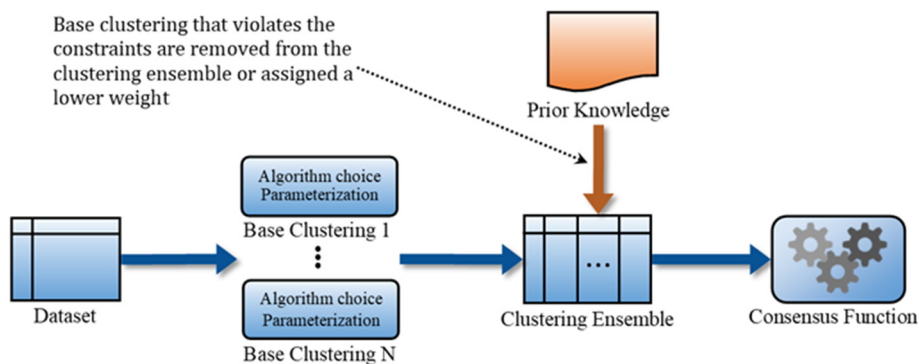 Base clustering that violates the
constraints are removed from the
clustering ensemble or assigned a
lower weight
Prior Knowledge
Algorithm choice
Parameterization
Base Clustering 1
Algorithm choice
Parameterization
Base Clustering N
Dataset
Clustering Ensemble
Consensus Function